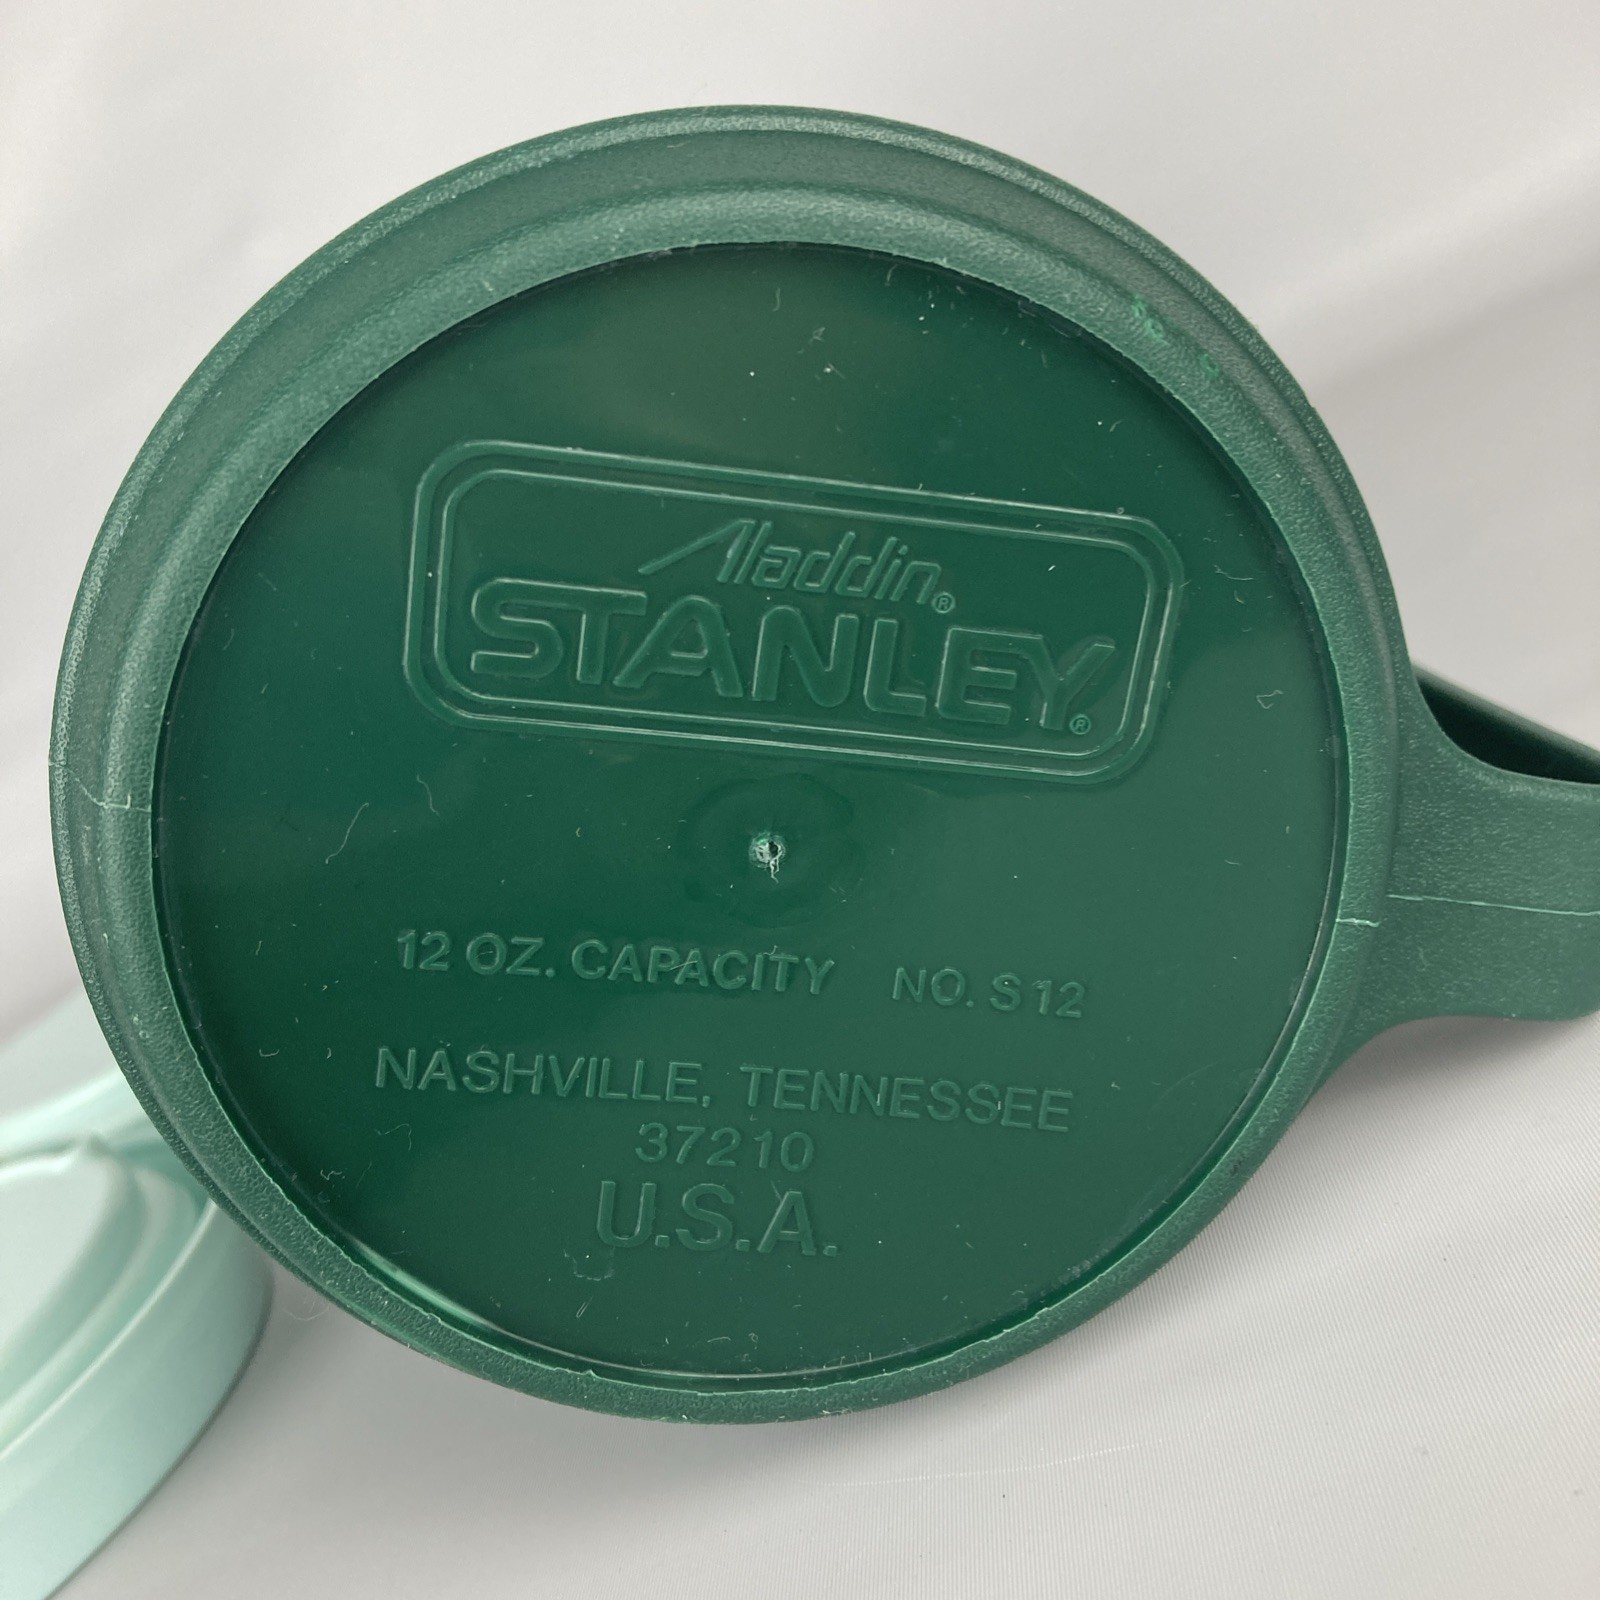 Aladdin®
STANLEY®
12 OZ. CAPACITY NO. S12
NASHVILLE, TENNESSEE
37210
U.S.A.